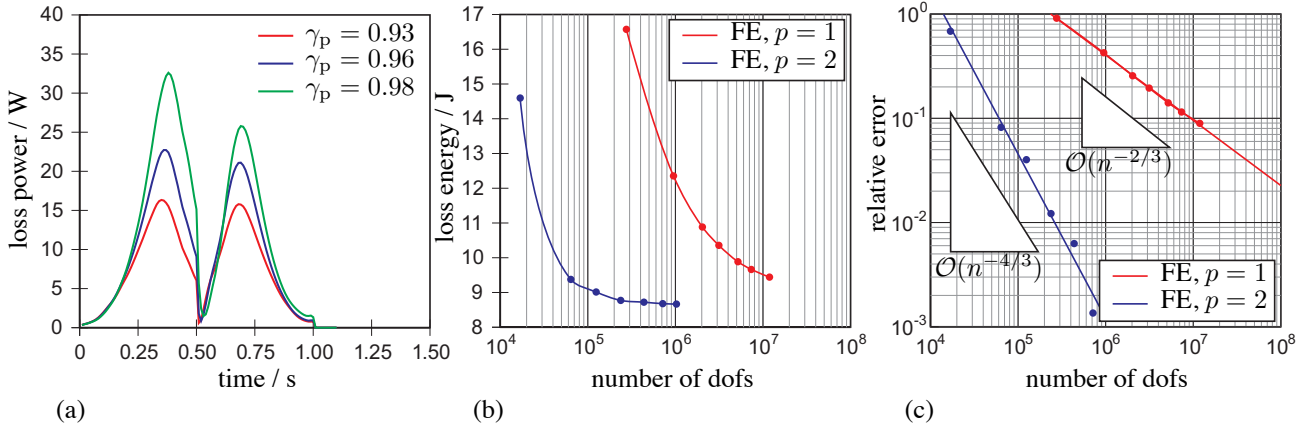 loss power / W
40
35
30
25
20
15
10
5
0
0
0.25
0.50
0.75
1.00
1.25
1.50
time / s
γp = 0.93
γp = 0.96
γp = 0.98
(a)
loss energy / J
17
16
15
14
13
12
11
10
9
8
10^4
10^5
10^6
10^7
10^8
number of dofs
FE, p = 1
FE, p = 2
(b)
relative error
10^0
10^-1
10^-2
10^-3
10^4
10^5
10^6
10^7
10^8
number of dofs
O(n^-2/3)
O(n^-4/3)
FE, p = 1
FE, p = 2
(c)